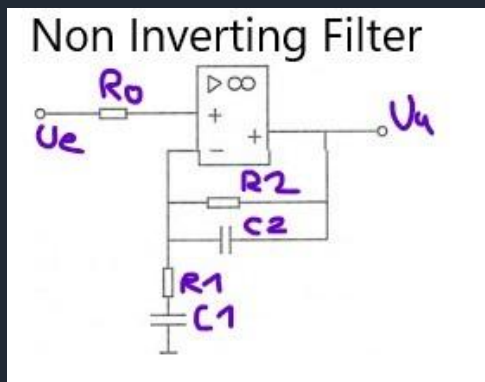 Non Inverting Filter
R0
▷ ∞
+
Ue
+
Ua
-
R2
C2
R1
C1